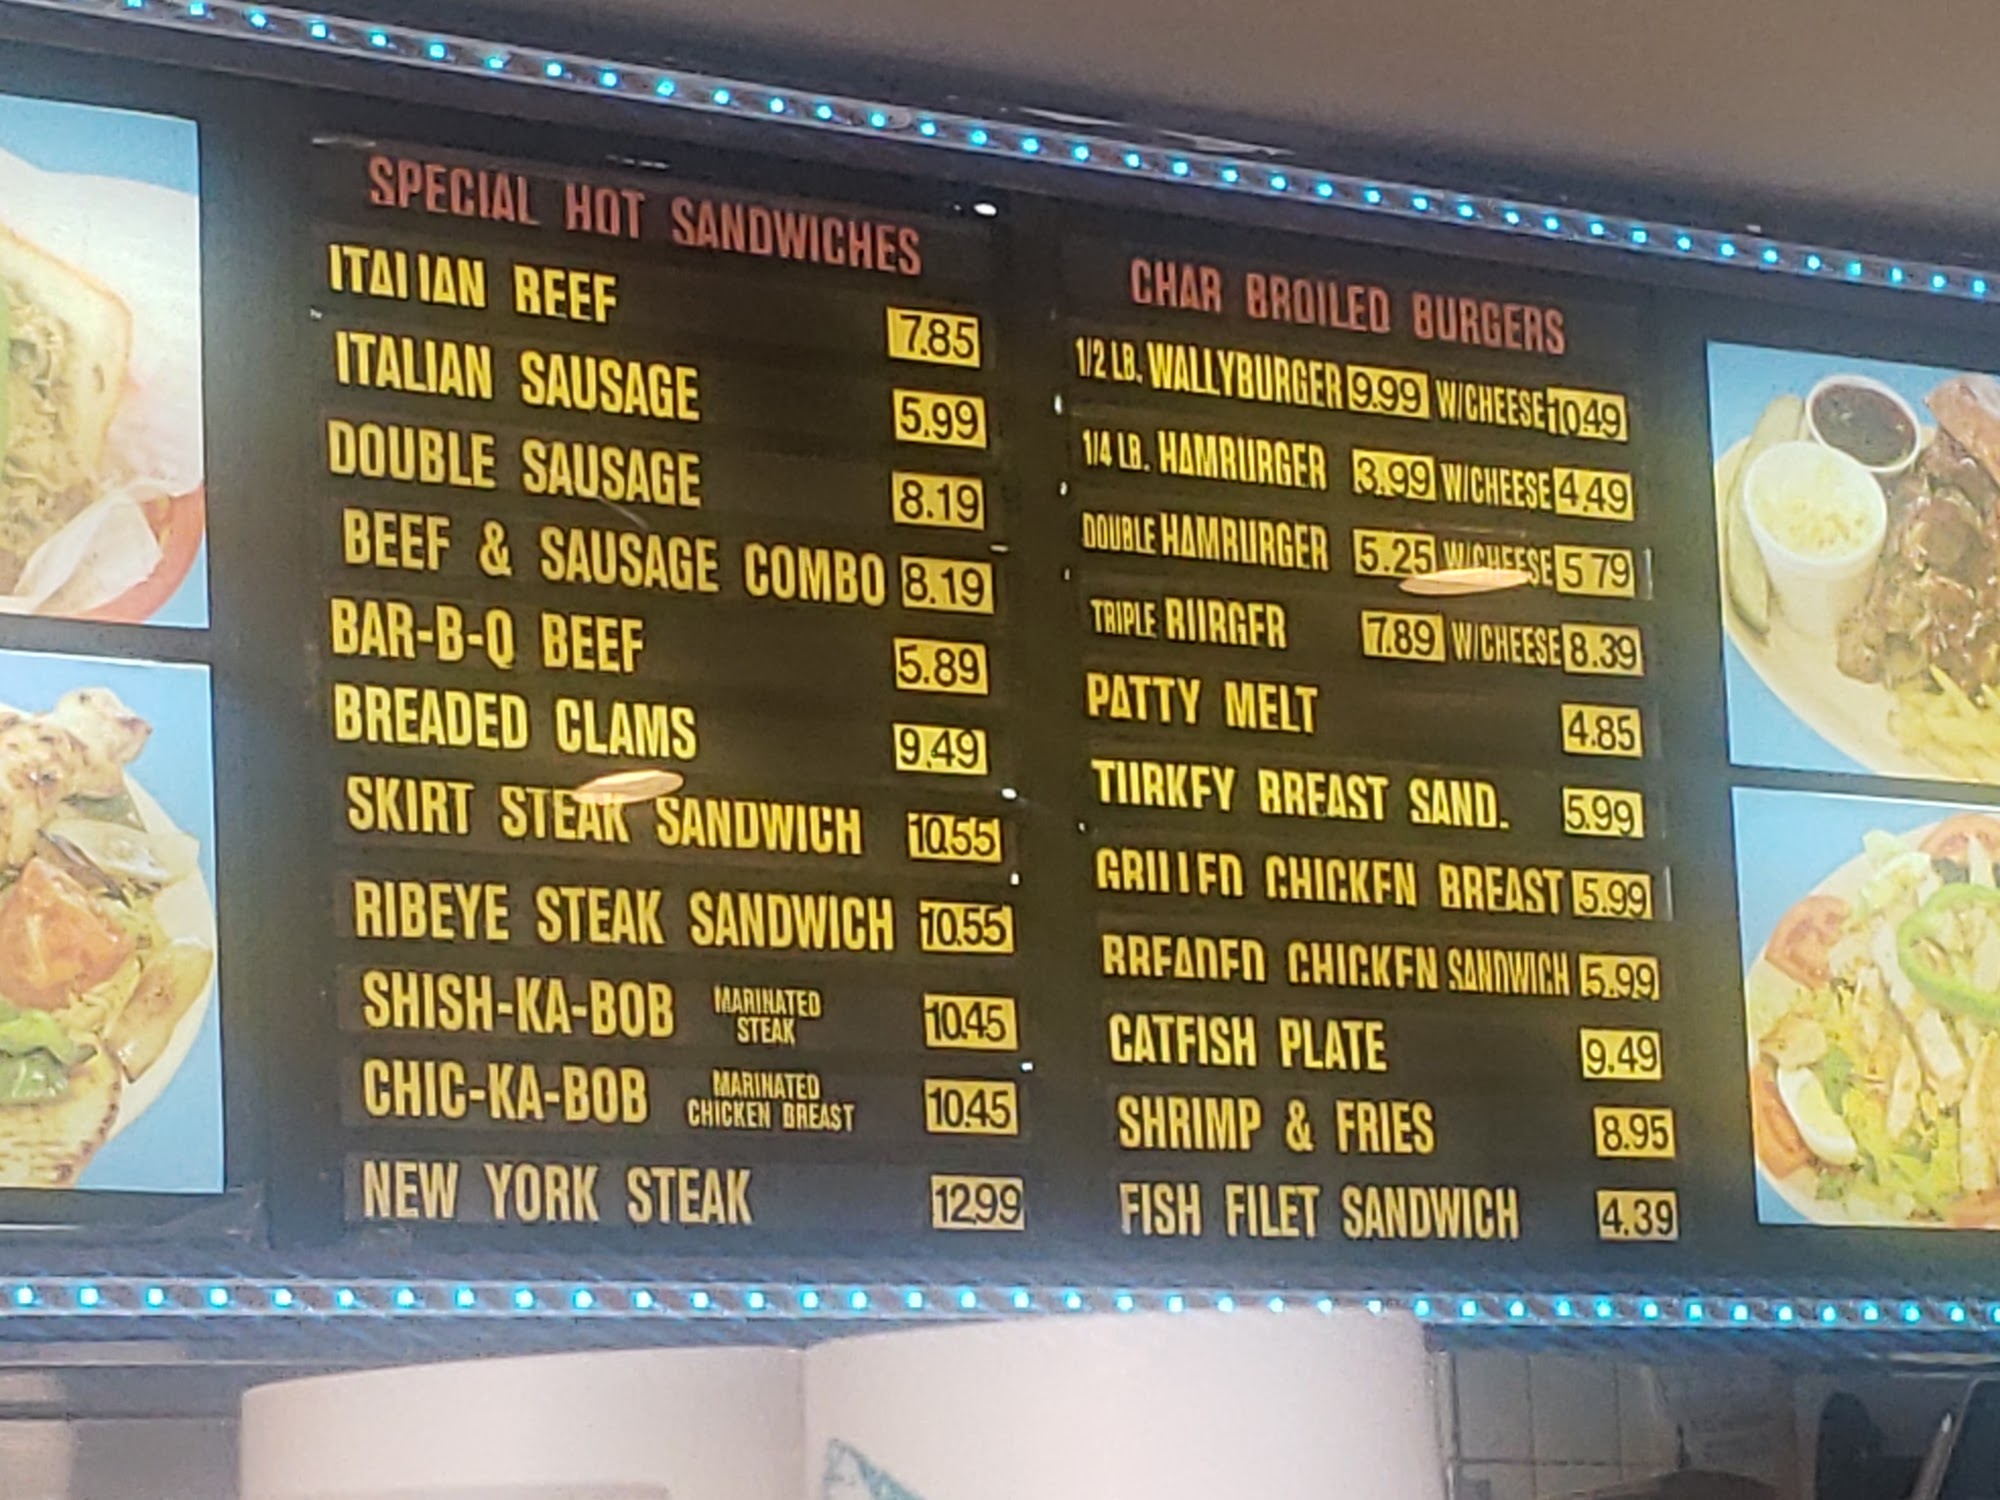 SPECIAL HOT SANDWICHES
ITALIAN BEEF 7.85
ITALIAN SAUSAGE 5.99
DOUBLE SAUSAGE 8.19
BEEF & SAUSAGE COMBO 8.19
BAR-B-Q BEEF 5.89
BREADED CLAMS 9.49
SKIRT STEAK SANDWICH 10.55
RIBEYE STEAK SANDWICH 10.55
SHISH-KA-BOB MARINATED STEAK 10.45
CHIC-KA-BOB MARINATED CHICKEN BREAST 10.45
NEW YORK STEAK 12.99
CHAR BROILED BURGERS
1/2 LB. WALLYBURGER 9.99 W/CHEESE 10.49
1/4 LB. HAMBURGER 3.99 W/CHEESE 4.49
DOUBLE HAMBURGER 5.25 W/CHEESE 5.79
TRIPLE BURGER 7.89 W/CHEESE 8.39
PATTY MELT 4.85
TURKEY BREAST SAND. 5.99
GRILLED CHICKEN BREAST 5.99
BREADED CHICKEN SANDWICH 5.99
CATFISH PLATE 9.49
SHRIMP & FRIES 8.95
FISH FILET SANDWICH 4.39